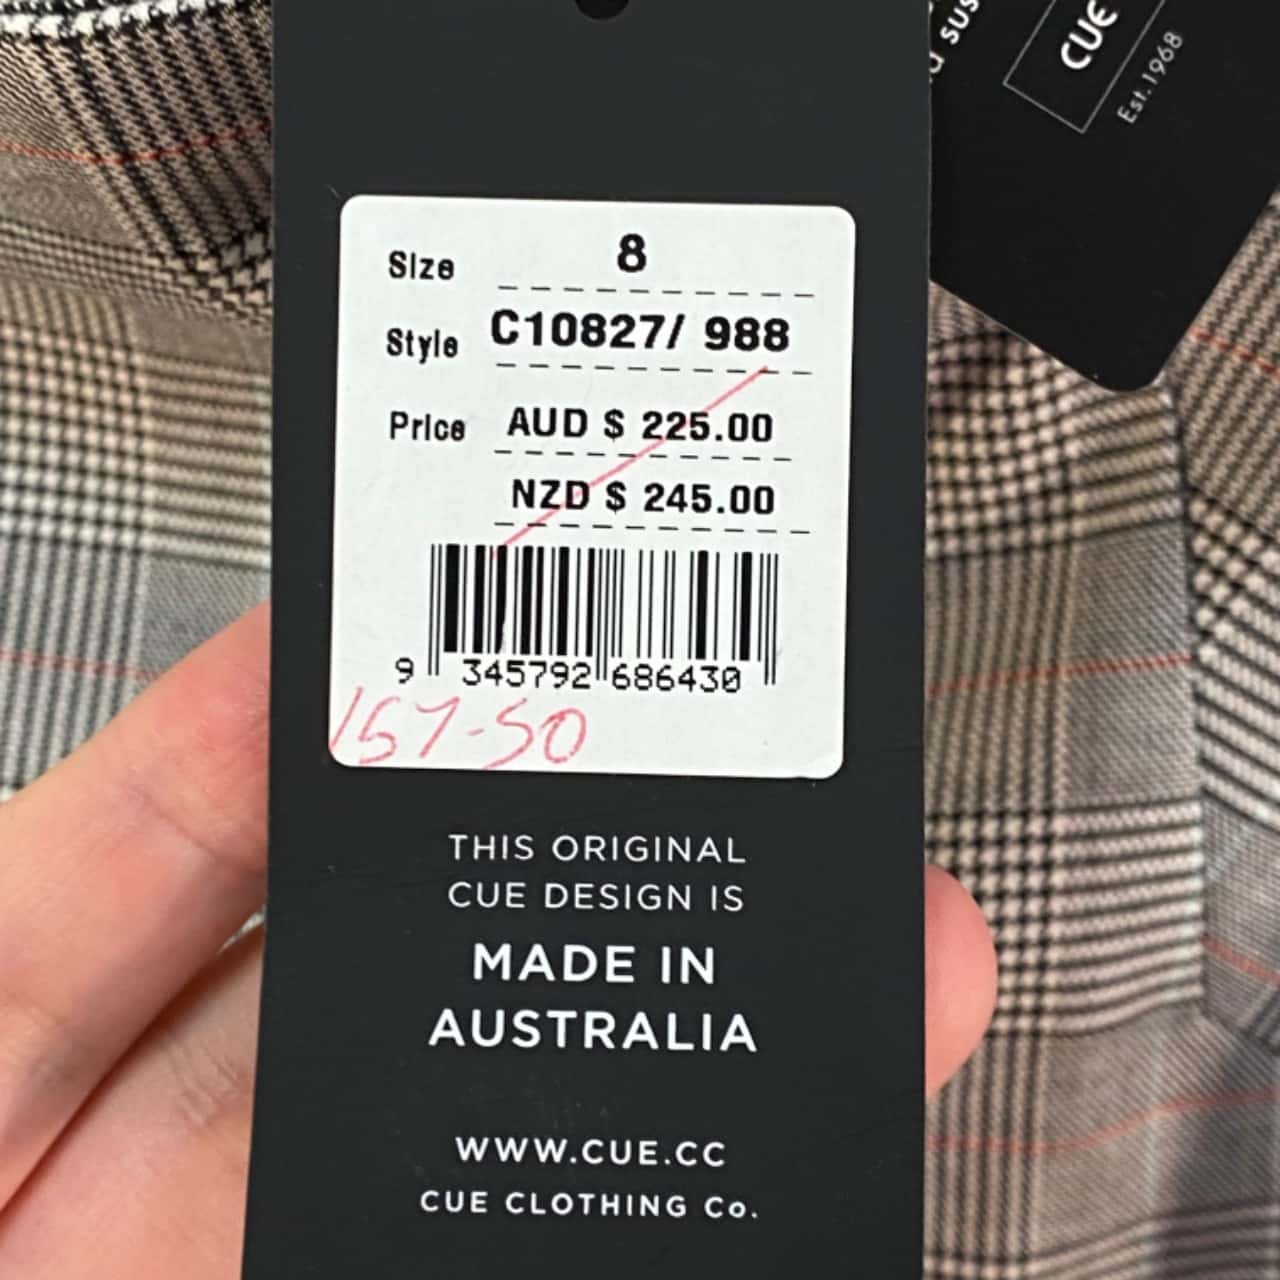 SUS
CUE
Est.1968
Size 8
Style C10827/ 988
Price AUD $ 225.00
NZD $ 245.00
9 345792 686430
157-50
THIS ORIGINAL
CUE DESIGN IS
MADE IN
AUSTRALIA
WWW.CUE.CC
CUE CLOTHING Co.